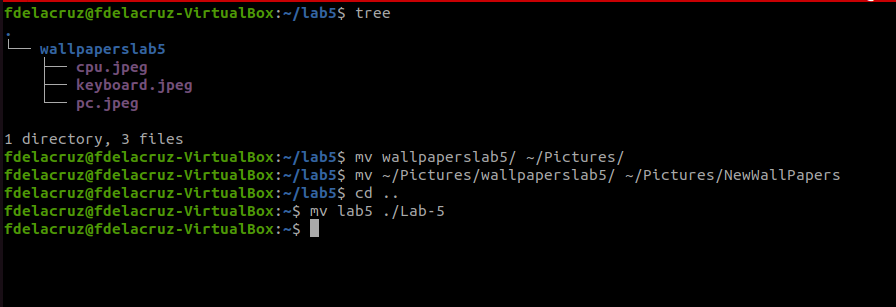 fdelacruz@fdelacruz-VirtualBox:~/lab5$ tree
.
└── wallpaperslab5
    ├── cpu.jpeg
    ├── keyboard.jpeg
    └── pc.jpeg
1 directory, 3 files
fdelacruz@fdelacruz-VirtualBox:~/lab5$ mv wallpaperslab5/ ~/Pictures/
fdelacruz@fdelacruz-VirtualBox:~/lab5$ mv ~/Pictures/wallpaperslab5/ ~/Pictures/NewWallPapers
fdelacruz@fdelacruz-VirtualBox:~/lab5$ cd ..
fdelacruz@fdelacruz-VirtualBox:~$ mv lab5 ./Lab-5
fdelacruz@fdelacruz-VirtualBox:~$